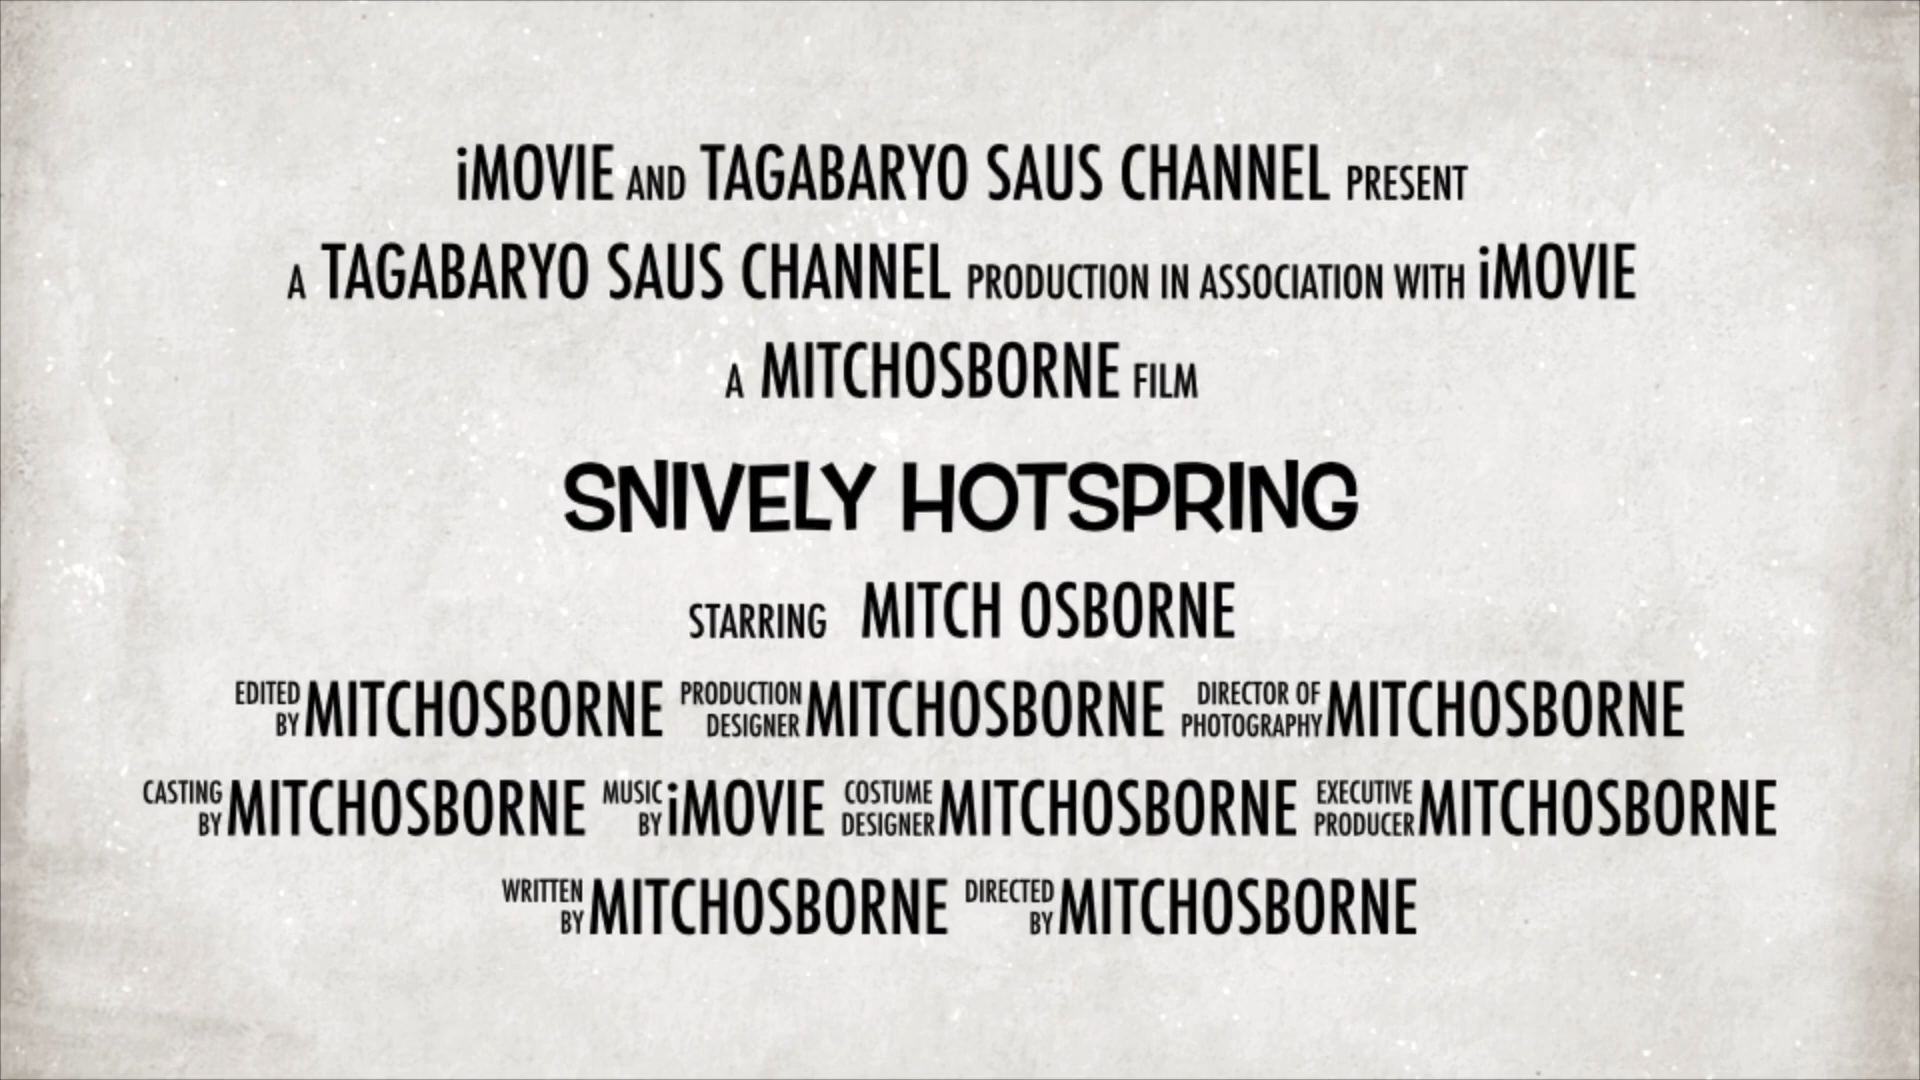 iMOVIE AND TAGABARYO SAUS CHANNEL PRESENT
A TAGABARYO SAUS CHANNEL PRODUCTION IN ASSOCIATION WITH iMOVIE
A MITCHOSBORNE FILM
SNIVELY HOTSPRING
STARRING MITCH OSBORNE
EDITED BY MITCHOSBORNE PRODUCTION DESIGNER MITCHOSBORNE DIRECTOR OF PHOTOGRAPHY MITCHOSBORNE
CASTING BY MITCHOSBORNE MUSIC BY iMOVIE COSTUME DESIGNER MITCHOSBORNE EXECUTIVE PRODUCER MITCHOSBORNE
WRITTEN BY MITCHOSBORNE DIRECTED BY MITCHOSBORNE